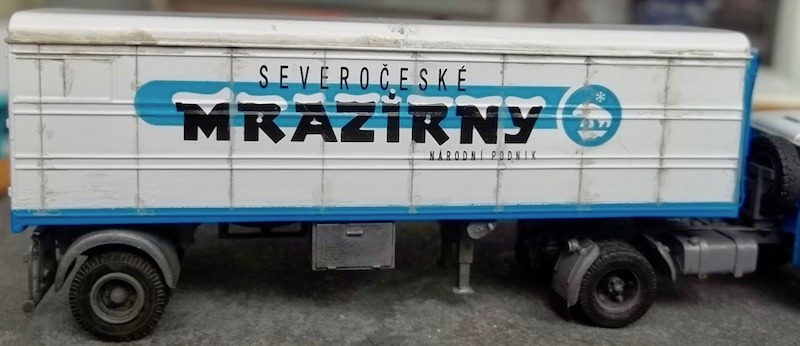 SEVEROČESKÉ
MRAZÍRNY
NÁRODNÍ PODNIK